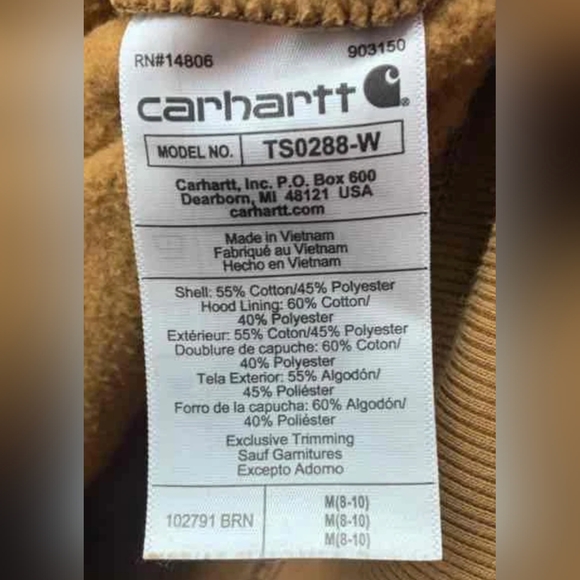 RN#14806 903150
carhartt
MODEL NO. TS0288-W
Carhartt, Inc. P.O. Box 600
Dearborn, MI 48121 USA
carhartt.com
Made in Vietnam
Fabriqué au Vietnam
Hecho en Vietnam
Shell: 55% Cotton/45% Polyester
Hood Lining: 60% Cotton/
40% Polyester
Extérieur: 55% Coton/45% Polyester
Doublure de capuche: 60% Coton/
40% Polyester
Tela Exterior: 55% Algodón/
45% Poliéster
Forro de la capucha: 60% Algodón/
40% Poliéster
Exclusive Trimming
Sauf Garnitures
Excepto Adorno
102791 BRN M(8-10)
M(8-10)
M(8-10)